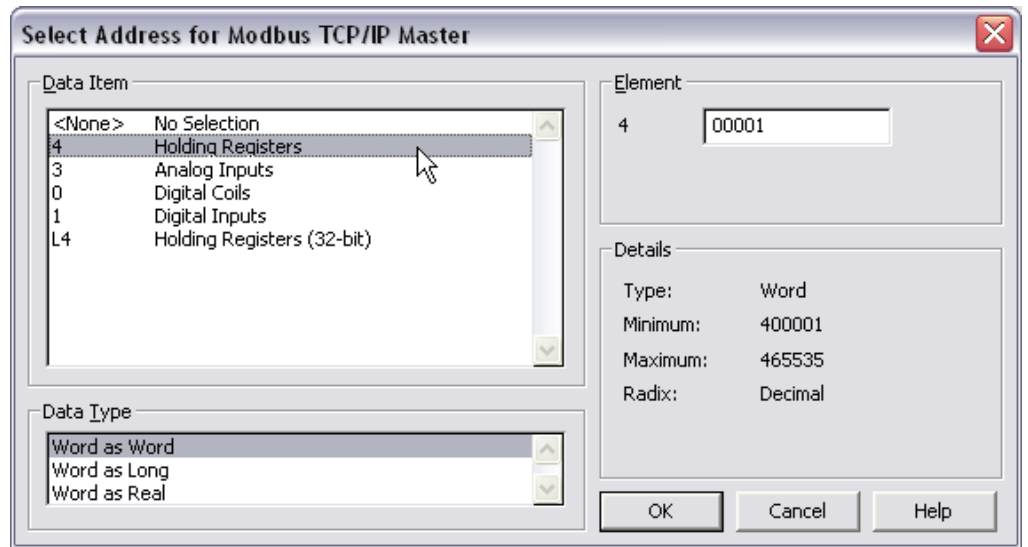 Select Address for Modbus TCP/IP Master
Data Item
<None> No Selection
4 Holding Registers
3 Analog Inputs
0 Digital Coils
1 Digital Inputs
L4 Holding Registers (32-bit)
Data Type
Word as Word
Word as Long
Word as Real
Element
4 00001
Details
Type: Word
Minimum: 400001
Maximum: 465535
Radix: Decimal
OK Cancel Help